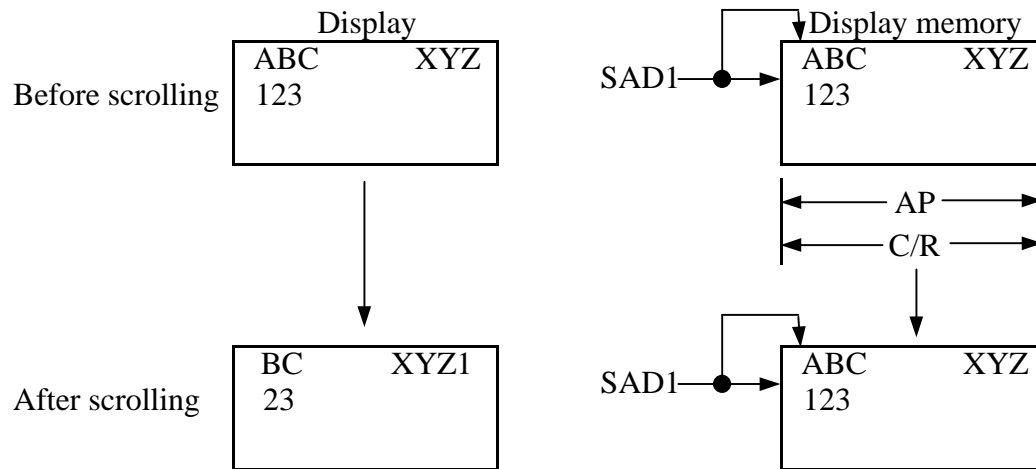 Display
ABC XYZ
Before scrolling 123
Display memory
SAD1 ABC XYZ
123
AP
C/R
BC XYZ1
After scrolling 23
SAD1 ABC XYZ
123